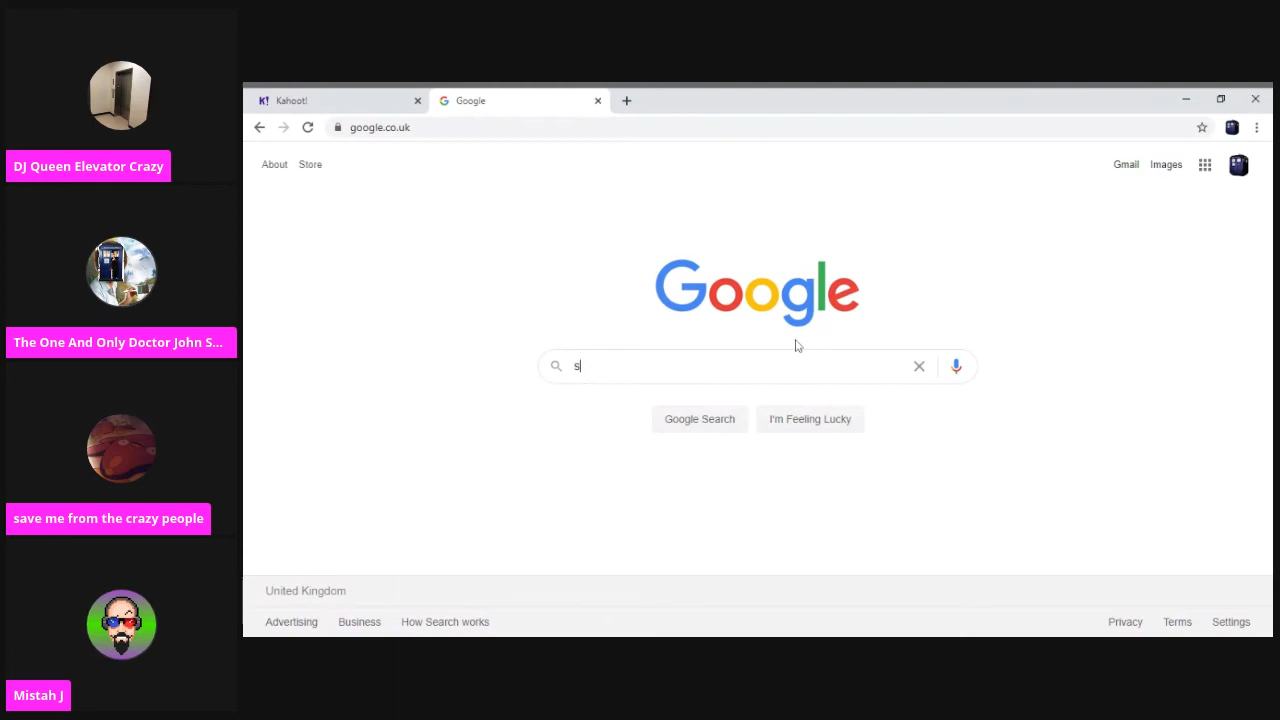 DJ Queen Elevator Crazy
The One And Only Doctor John S...
save me from the crazy people
Mistah J
K! Kahoot!
Google
google.co.uk
About Store
Gmail Images
Google
s
Google Search I'm Feeling Lucky
United Kingdom
Advertising Business How Search works
Privacy Terms Settings